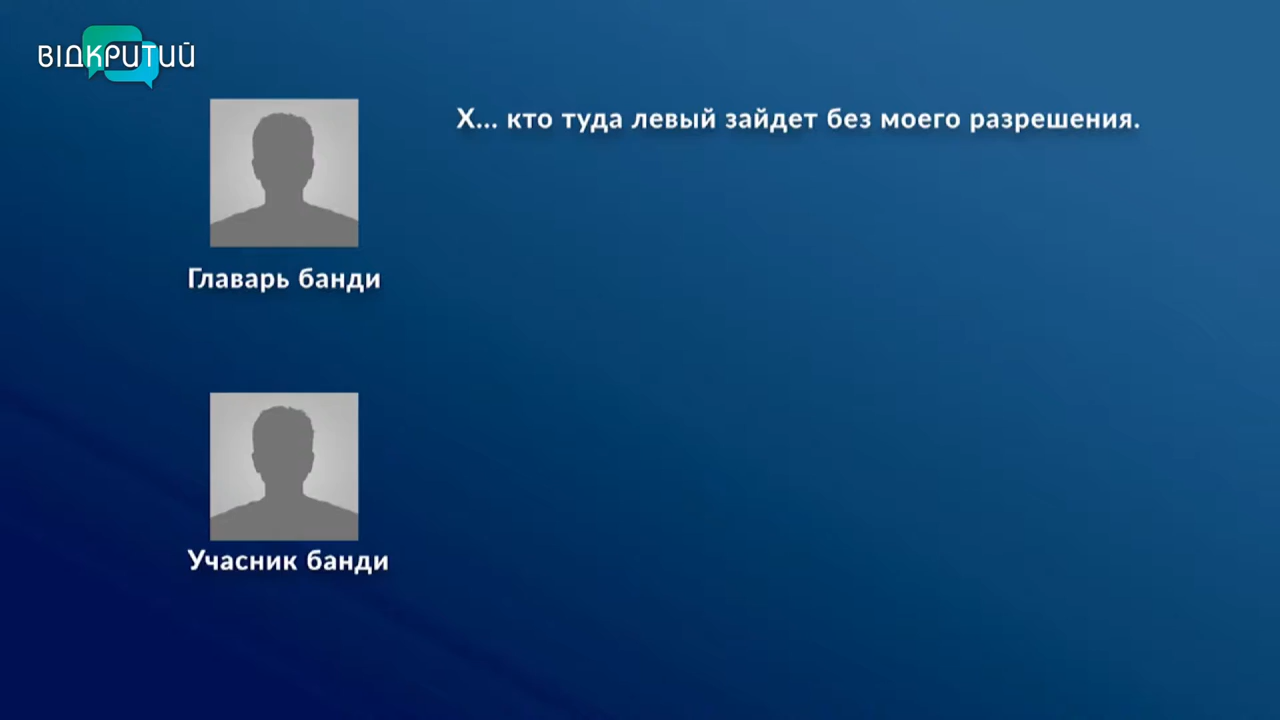 ВІДКРИТИЙ
Х... кто туда левый зайдет без моего разрешения.
Главарь банди
Учасник банди